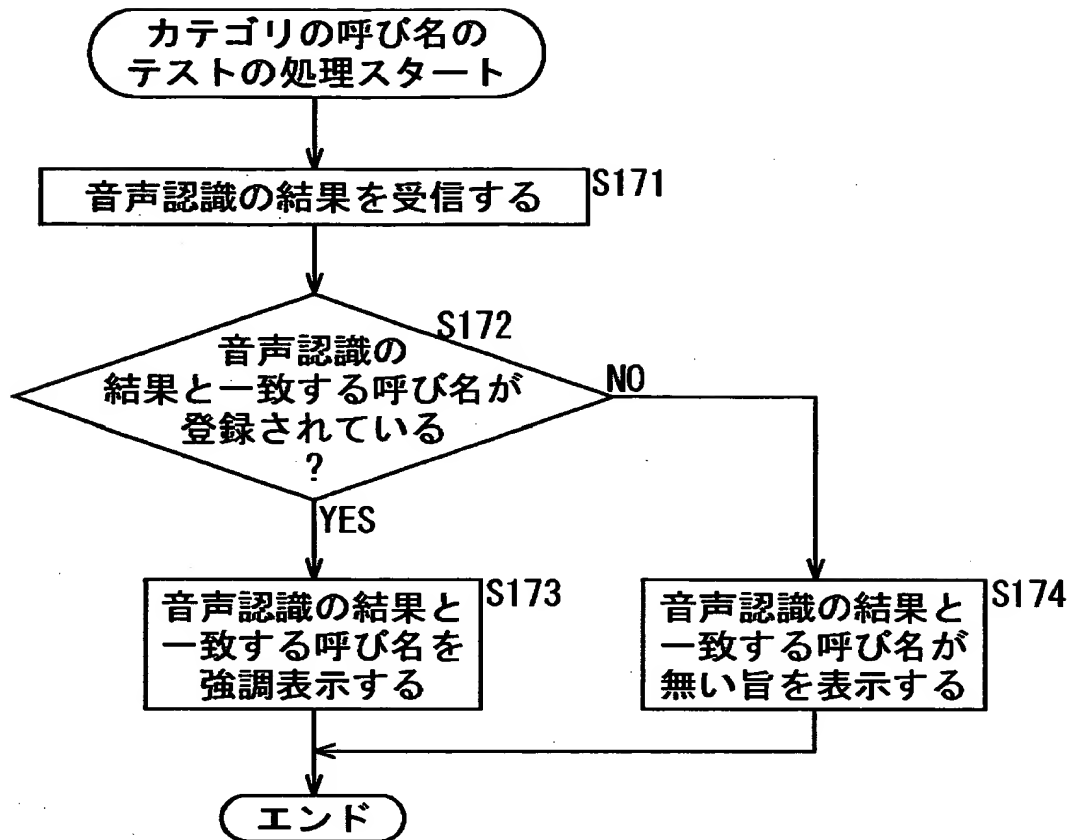 カテゴリの呼び名の
テストの処理スタート
音声認識の結果を受信する
S171
S172
音声認識の
結果と一致する呼び名が
登録されている
?
NO
YES
S173
音声認識の結果と
一致する呼び名を
強調表示する
S174
音声認識の結果と
一致する呼び名が
無い旨を表示する
エンド